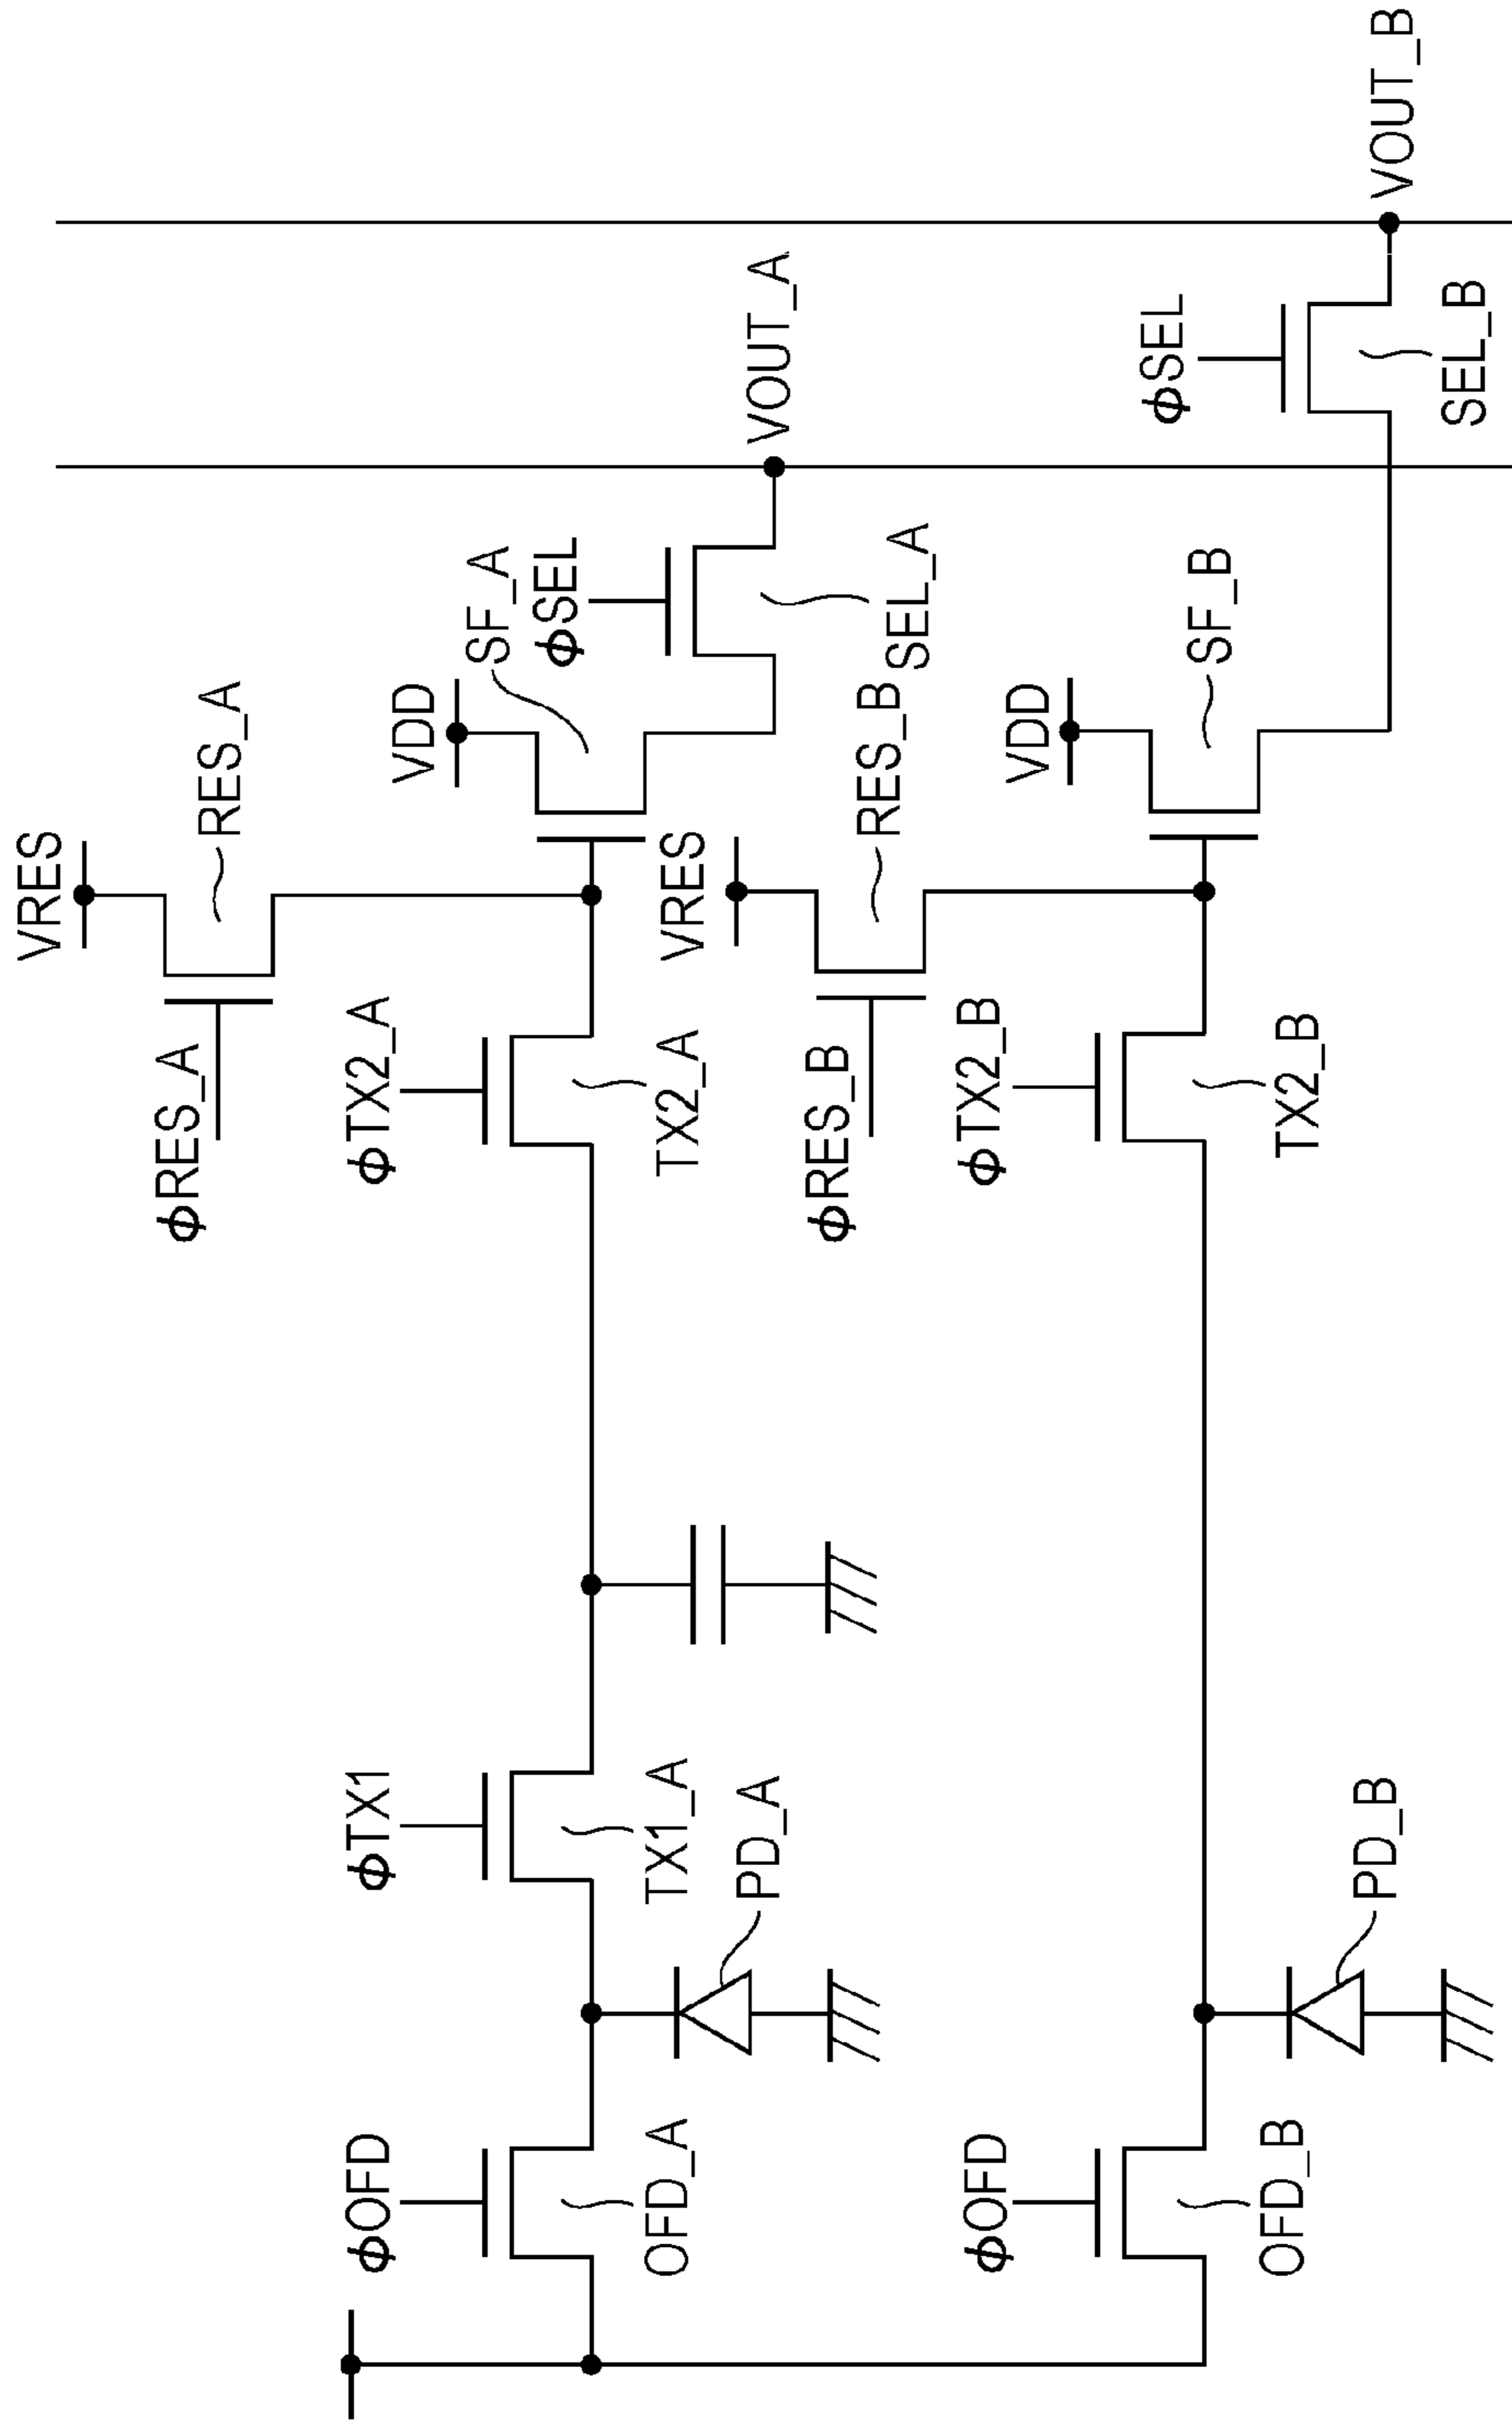 VRES
RES_A
ϕRES_A
VDD
SF_A
ϕSEL
VOUT_A
SEL_A
ϕOFD
ϕTX1
ϕTX2_A
OFD_A
TX1_A
TX2_A
PD_A
VRES
RES_B
ϕRES_B
VDD
SF_B
ϕSEL
VOUT_B
SEL_B
ϕOFD
ϕTX2_B
OFD_B
TX2_B
PD_B